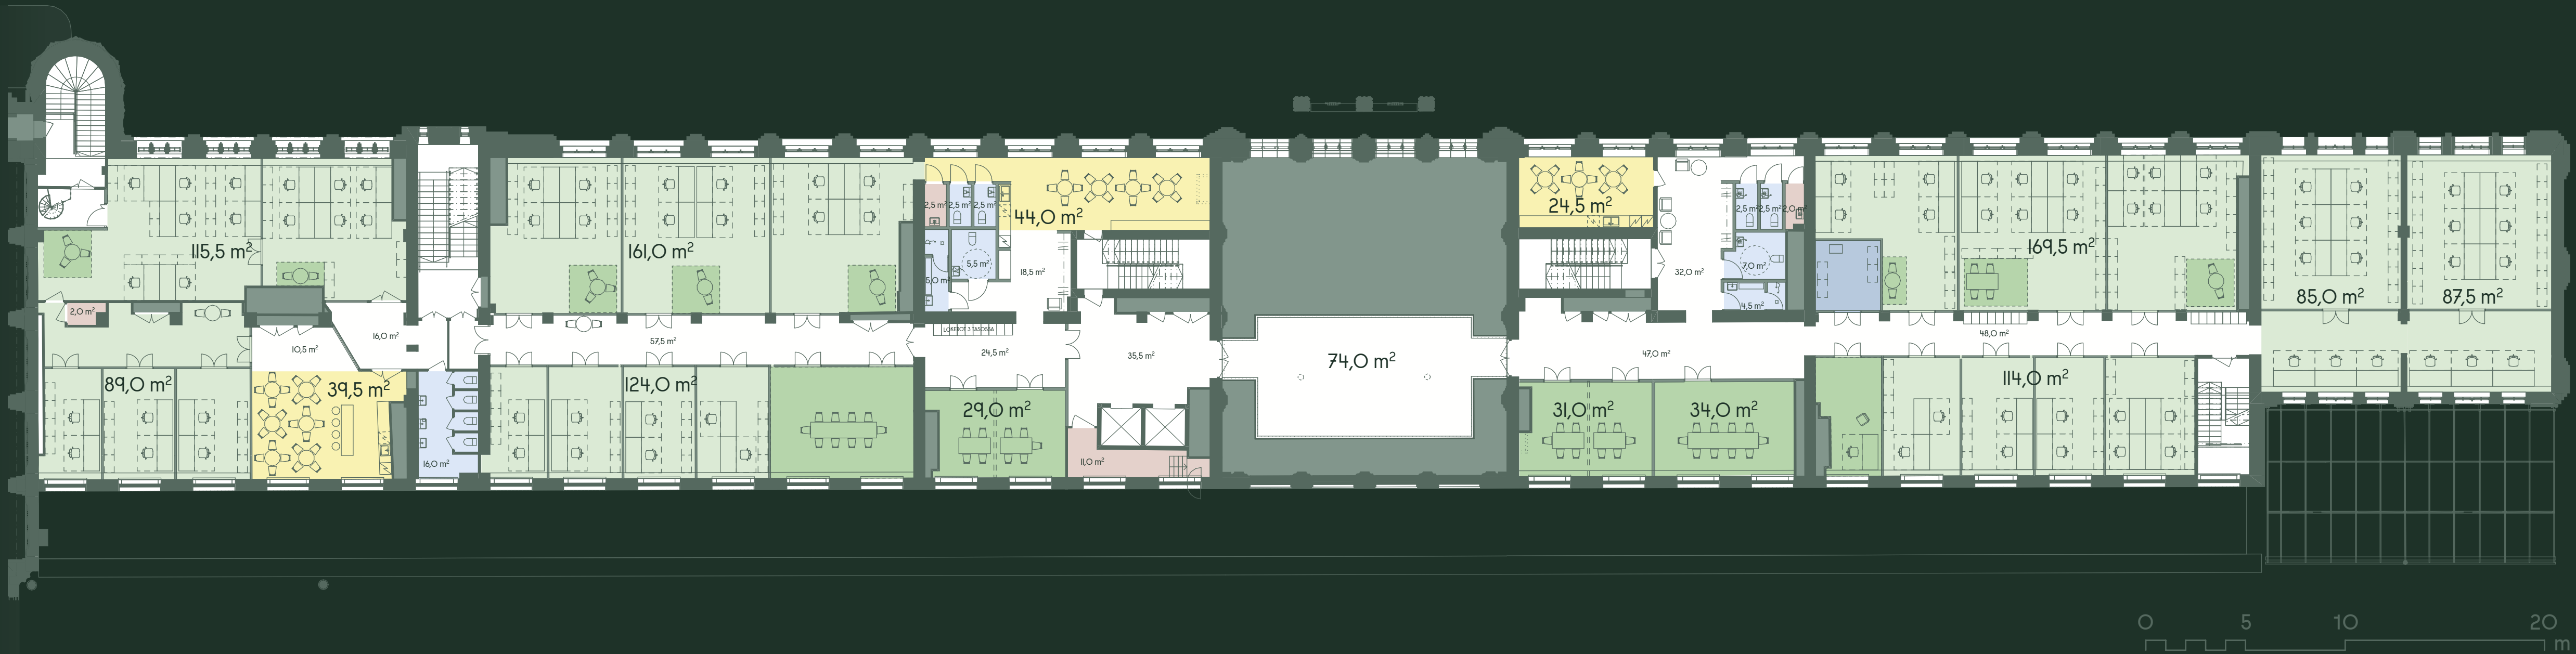 115,5 m²
161,0 m²
2,5 m²
2,5 m²
2,5 m²
44,0 m²
5,5 m²
5,0 m
18,5 m²
24,5 m²
32,0 m²
2,5 m²
2,5 m²
2,0 m²
7,0 m²
4,5 m²
169,5 m²
85,0 m²
87,5 m²
2,0 m²
10,5 m²
16,0 m²
57,5 m²
LOKEROT 3 TASOSSA
24,5 m²
35,5 m²
74,0 m²
47,0 m²
48,0 m²
89,0 m²
39,5 m²
124,0 m²
29,0 m²
31,0 m²
34,0 m²
114,0 m²
16,0 m²
11,0 m²
0 5 10 20
m